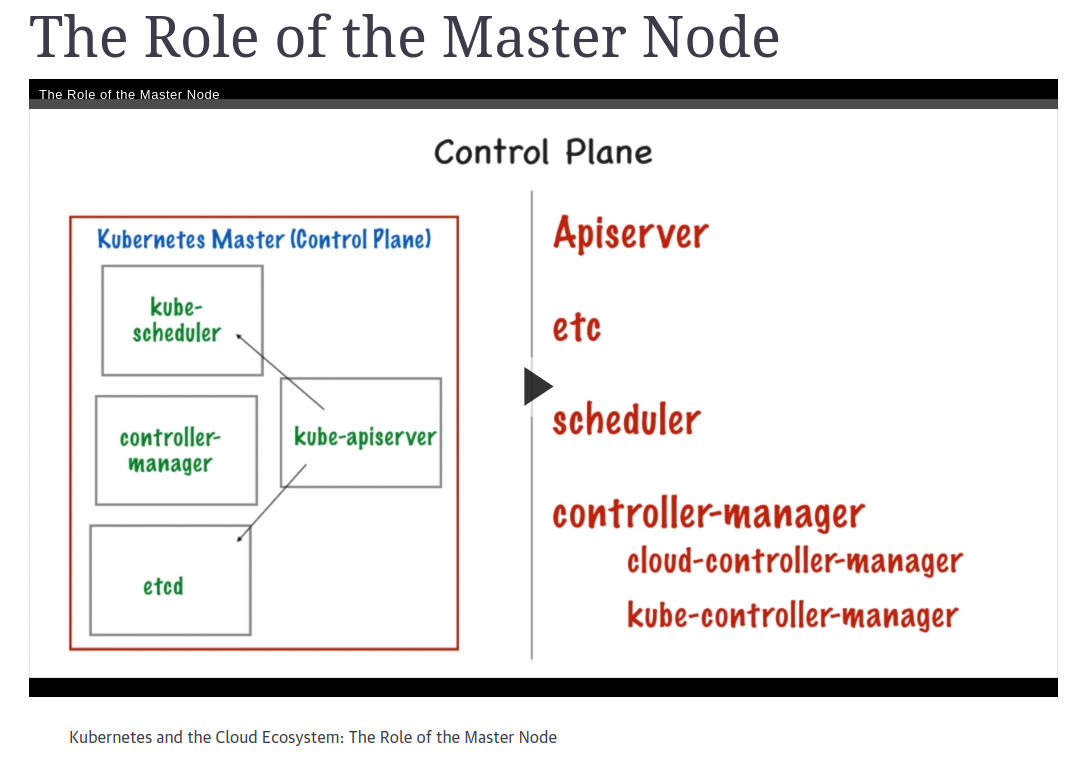 The Role of the Master Node
The Role of the Master Node
Control Plane
Kubernetes Master (Control Plane)
kube-
scheduler
controller-
manager
kube-apiserver
etcd
Apiserver
etc
scheduler
controller-manager
cloud-controller-manager
kube-controller-manager
Kubernetes and the Cloud Ecosystem: The Role of the Master Node